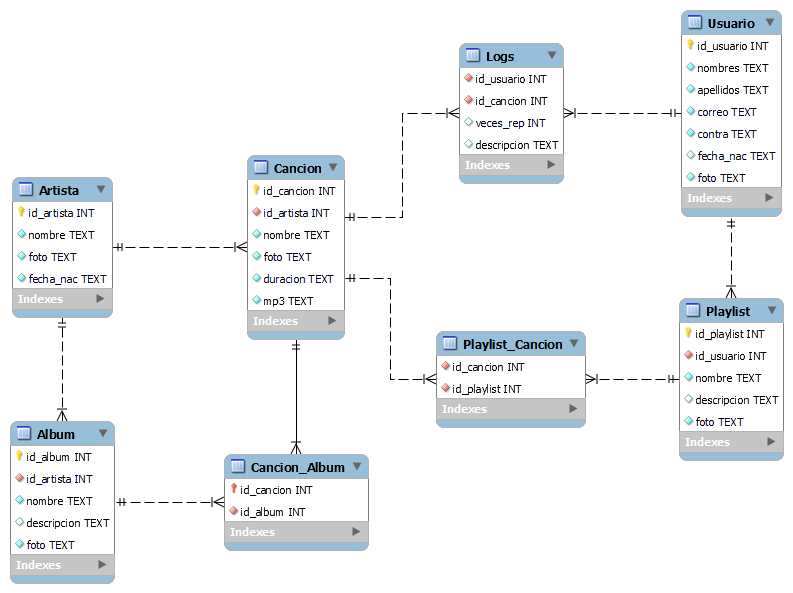 Usuario
id_usuario INT
nombres TEXT
apellidos TEXT
correo TEXT
contra TEXT
fecha_nac TEXT
foto TEXT
Indexes
Logs
id_usuario INT
id_cancion INT
veces_rep INT
descripcion TEXT
Indexes
Cancion
id_cancion INT
id_artista INT
nombre TEXT
foto TEXT
duracion TEXT
mp3 TEXT
Indexes
Artista
id_artista INT
nombre TEXT
foto TEXT
fecha_nac TEXT
Indexes
Playlist
id_playlist INT
id_usuario INT
nombre TEXT
descripcion TEXT
foto TEXT
Indexes
Playlist_Cancion
id_cancion INT
id_playlist INT
Indexes
Album
id_album INT
id_artista INT
nombre TEXT
descripcion TEXT
foto TEXT
Indexes
Cancion_Album
id_cancion INT
id_album INT
Indexes